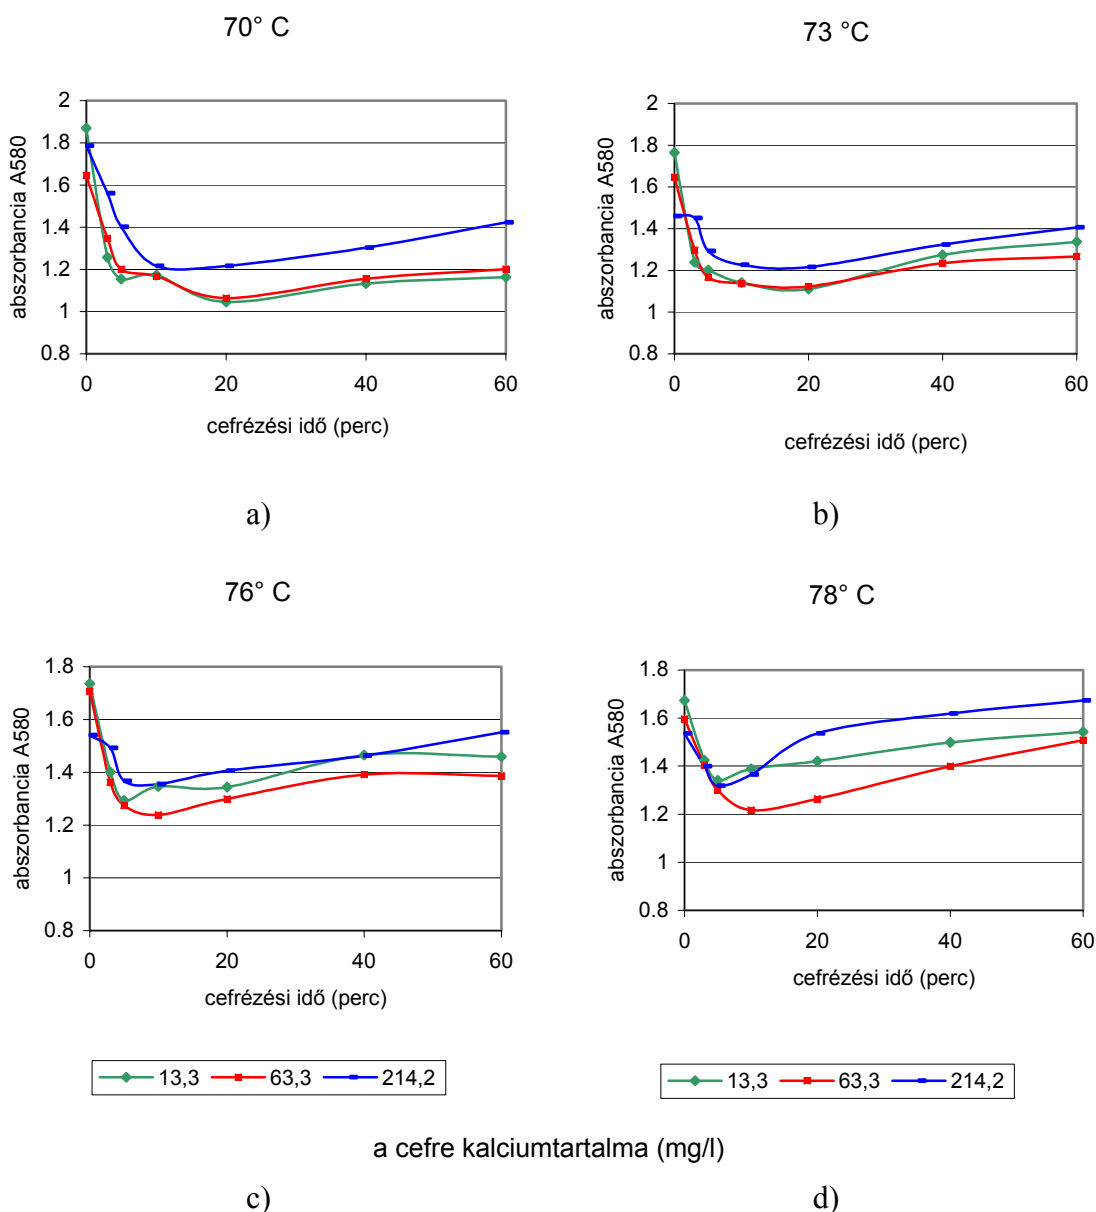 70° C
abszorbancia A580
2
1.8
1.6
1.4
1.2
1
0.8
0 20 40 60
cefrézési idő (perc)
a)
73 °C
abszorbancia A580
2
1.8
1.6
1.4
1.2
1
0.8
0 20 40 60
cefrézési idő (perc)
b)
76° C
abszorbancia A580
1.8
1.6
1.4
1.2
1
0.8
0 20 40 60
cefrézési idő (perc)
78° C
abszorbancia A580
1.8
1.6
1.4
1.2
1
0.8
0 20 40 60
cefrézési idő (perc)
13,3 63,3 214,2
13,3 63,3 214,2
a cefre kalciumtartalma (mg/l)
c)
d)